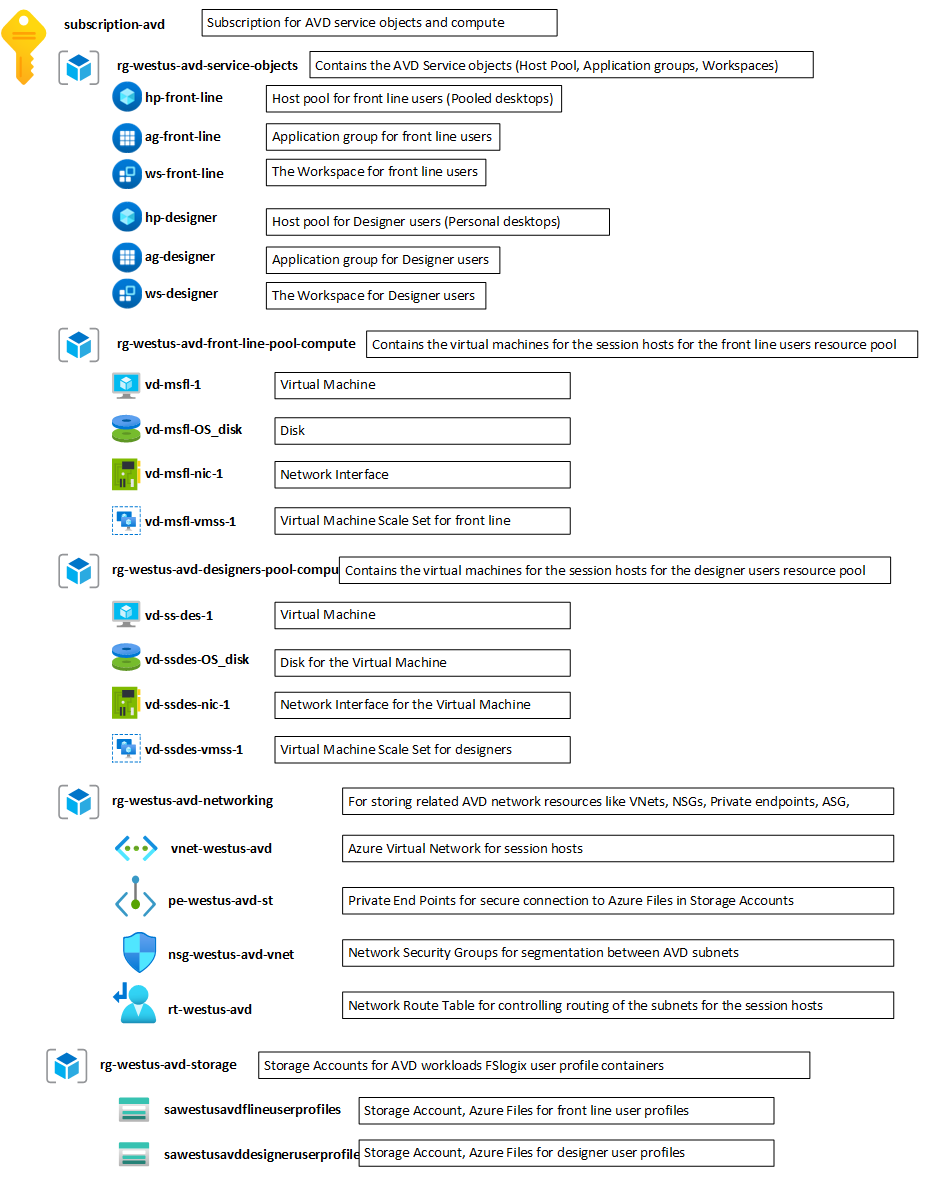 subscription-avd
Subscription for AVD service objects and compute
rg-westus-avd-service-objects
Contains the AVD Service objects (Host Pool, Application groups, Workspaces)
hp-front-line
Host pool for front line users (Pooled desktops)
ag-front-line
Application group for front line users
ws-front-line
The Workspace for front line users
hp-designer
Host pool for Designer users (Personal desktops)
ag-designer
Application group for Designer users
ws-designer
The Workspace for Designer users
rg-westus-avd-front-line-pool-compute
Contains the virtual machines for the session hosts for the front line users resource pool
vd-msfl-1
Virtual Machine
vd-msfl-OS_disk
Disk
vd-msfl-nic-1
Network Interface
vd-msfl-vmss-1
Virtual Machine Scale Set for front line
rg-westus-avd-designers-pool-compu
Contains the virtual machines for the session hosts for the designer users resource pool
vd-ss-des-1
Virtual Machine
vd-ssdes-OS_disk
Disk for the Virtual Machine
vd-ssdes-nic-1
Network Interface for the Virtual Machine
vd-ssdes-vmss-1
Virtual Machine Scale Set for designers
rg-westus-avd-networking
For storing related AVD network resources like VNets, NSGs, Private endpoints, ASG,
vnet-westus-avd
Azure Virtual Network for session hosts
pe-westus-avd-st
Private End Points for secure connection to Azure Files in Storage Accounts
nsg-westus-avd-vnet
Network Security Groups for segmentation between AVD subnets
rt-westus-avd
Network Route Table for controlling routing of the subnets for the session hosts
rg-westus-avd-storage
Storage Accounts for AVD workloads FSlogix user profile containers
sawestusavdflineuserprofiles
Storage Account, Azure Files for front line user profiles
sawestusavddesigneruserprofile
Storage Account, Azure Files for designer user profiles